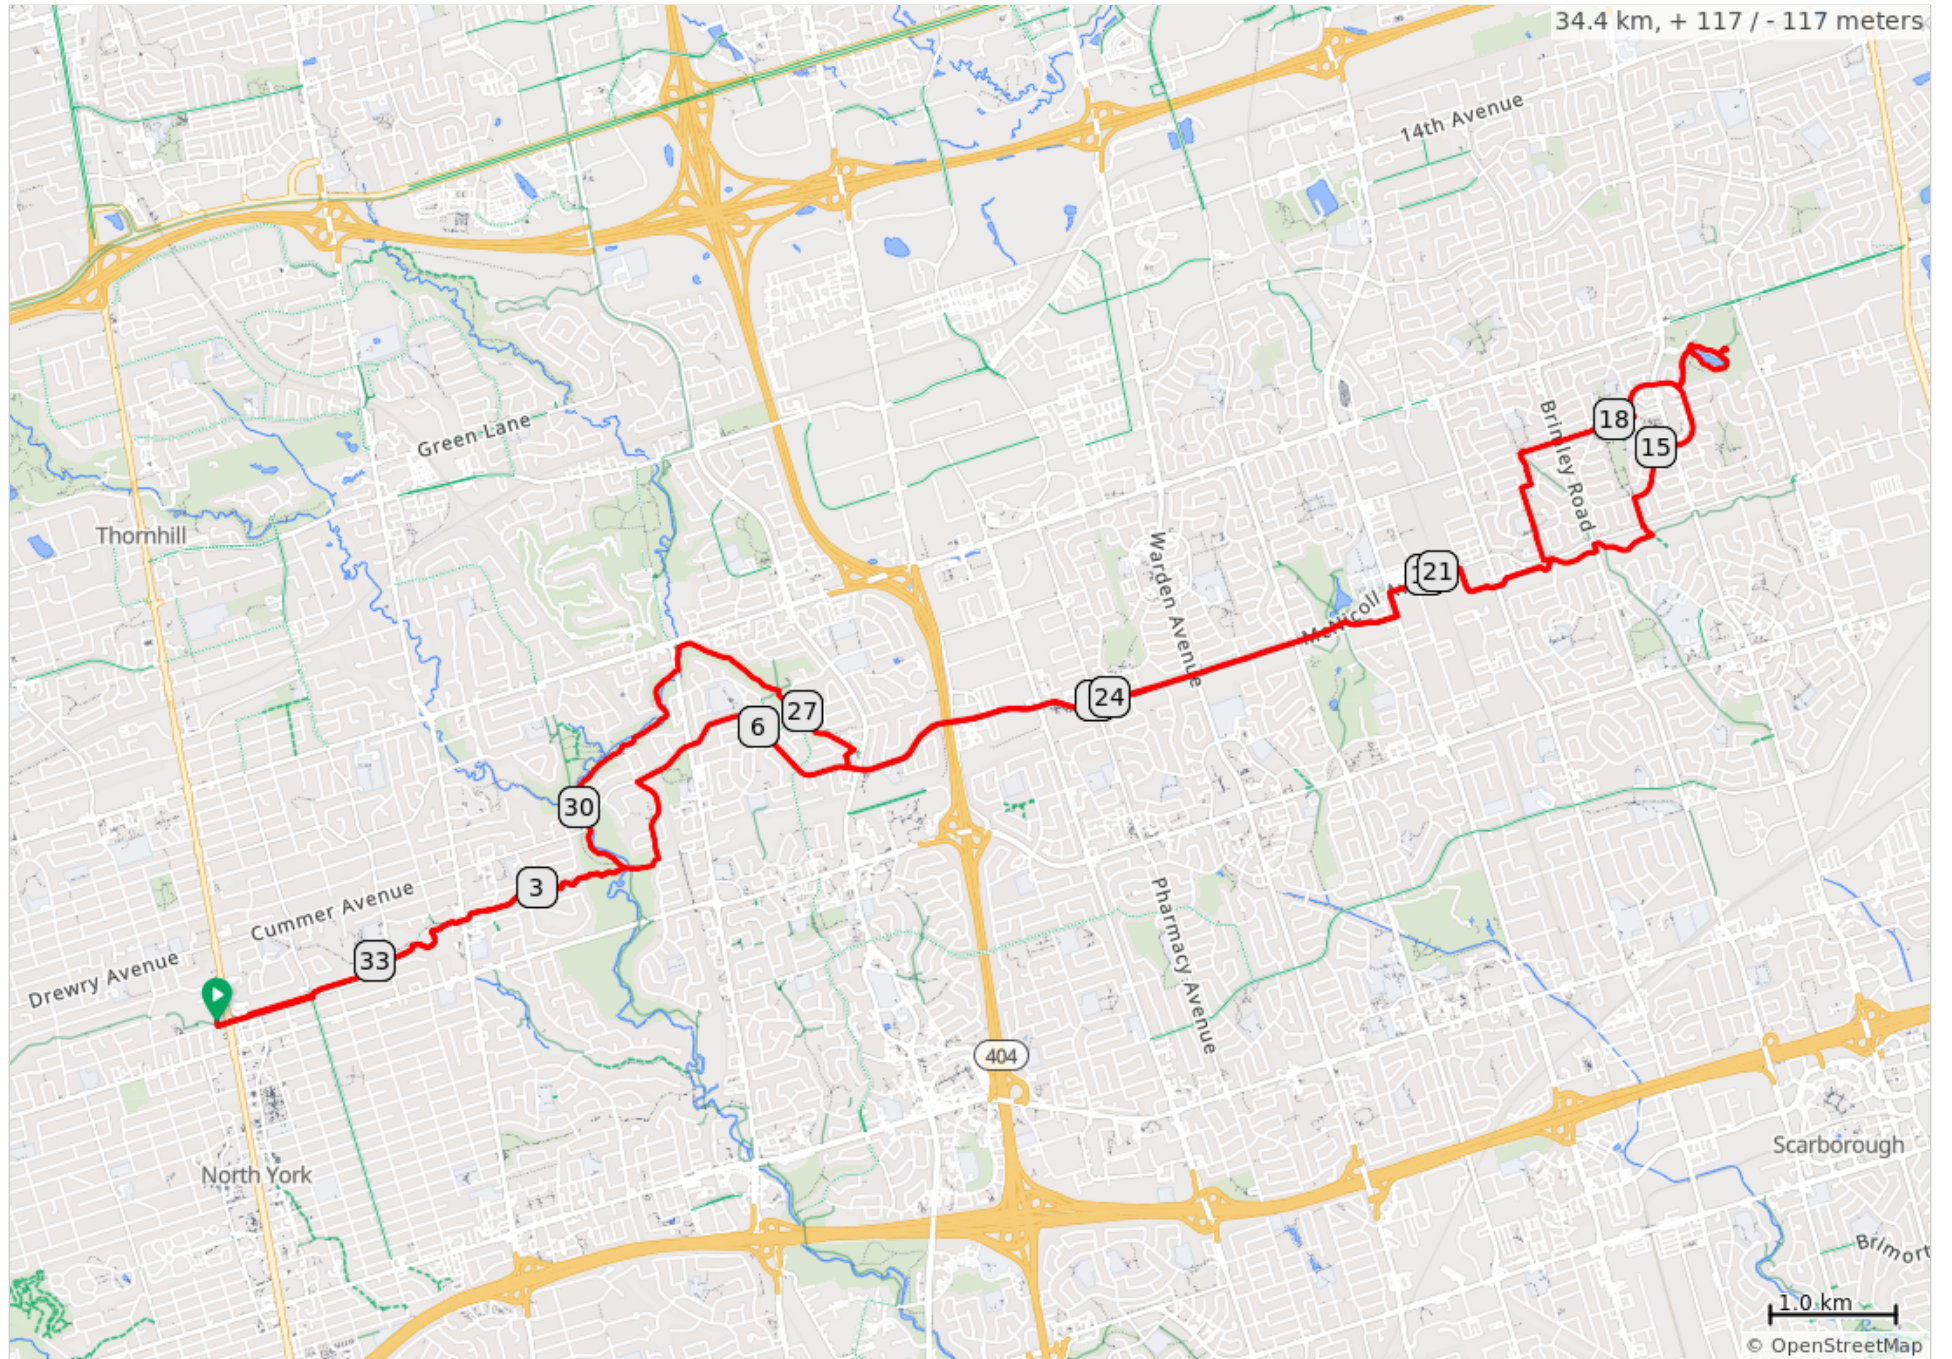 34.4 km, + 117 / - 117 meters
14th Avenue
Green Lane
Brimley Road
18
15
Thornhill
Warden Avenue
21
McNicoll
24
27
6
30
3
Cummer Avenue
Pharmacy Avenue
33
Drewry Avenue
404
Scarborough
North York
Brimort
1.0 km
© OpenStreetMap